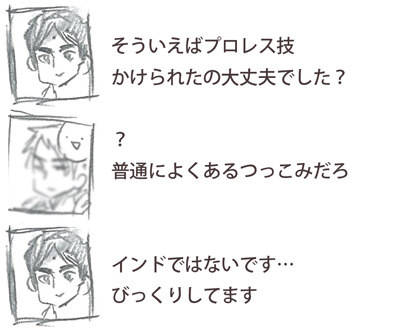 そういえばプロレス技
かけられたの大丈夫でした？
？
普通によくあるつっこみだろ
インドではないです…
びっくりしてます